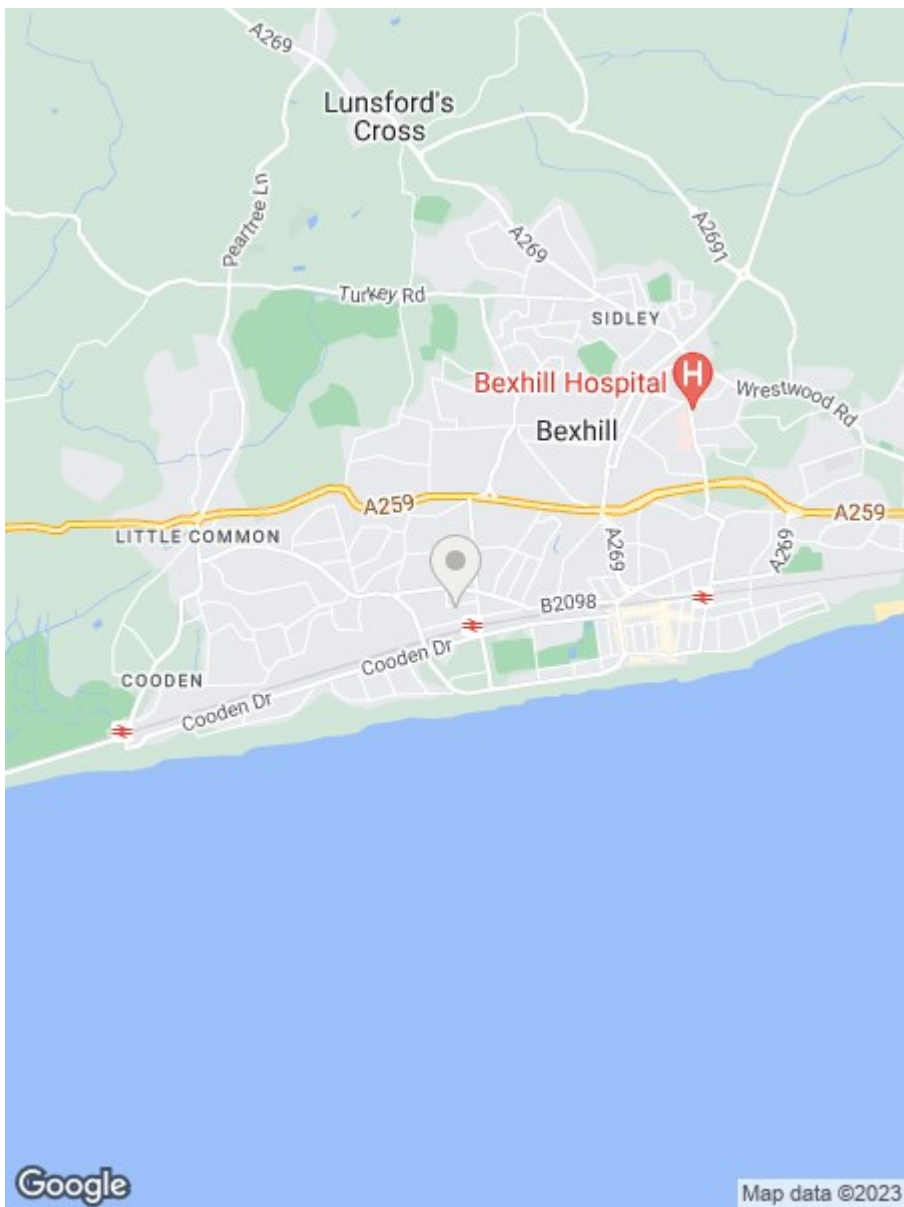 A269
Lunsford's
Cross
Peartree Ln
A2691
A269
Turkey Rd
SIDLEY
Bexhill Hospital
H
Wrestwood Rd
Bexhill
A259
A259
LITTLE COMMON
A269
A269
B2098
Cooden Dr
COODEN
Cooden Dr
Google
Map data ©2023